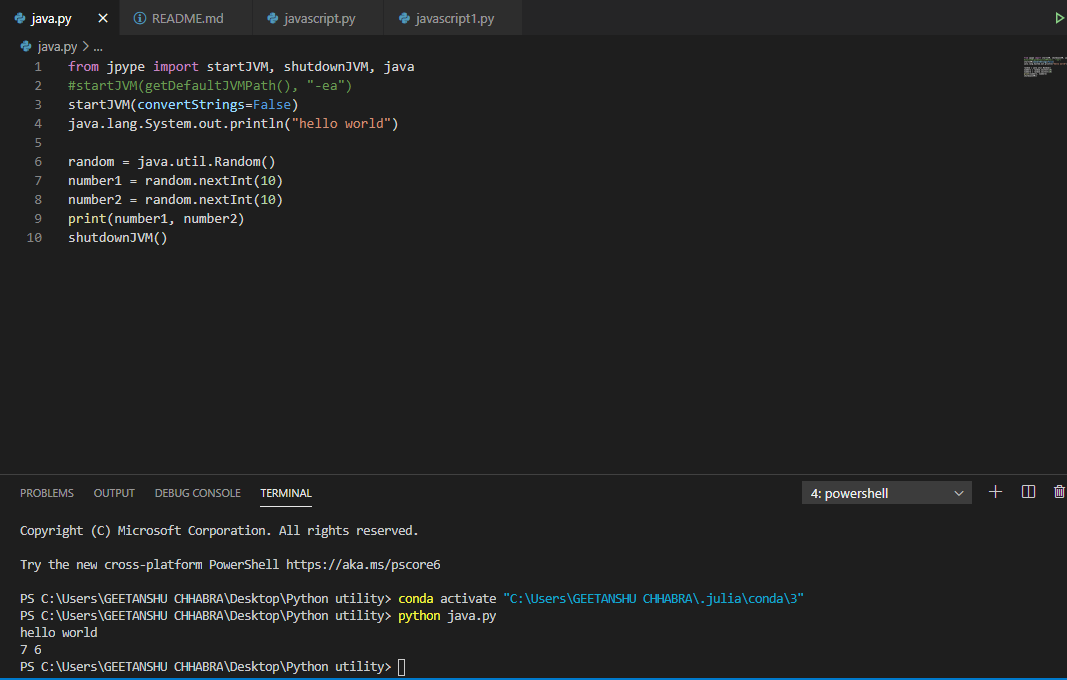 java.py × README.md javascript.py javascript1.py
java.py > ...
1 from jpype import startJVM, shutdownJVM, java
2 #startJVM(getDefaultJVMPath(), "-ea")
3 startJVM(convertStrings=False)
4 java.lang.System.out.println("hello world")
5
6 random = java.util.Random()
7 number1 = random.nextInt(10)
8 number2 = random.nextInt(10)
9 print(number1, number2)
10 shutdownJVM()
PROBLEMS OUTPUT DEBUG CONSOLE TERMINAL 4: powershell
Copyright (C) Microsoft Corporation. All rights reserved.
Try the new cross-platform PowerShell https://aka.ms/pscore6
PS C:\Users\GEETANSHU CHHABRA\Desktop\Python utility> conda activate "C:\Users\GEETANSHU CHHABRA\.julia\conda\3"
PS C:\Users\GEETANSHU CHHABRA\Desktop\Python utility> python java.py
hello world
7 6
PS C:\Users\GEETANSHU CHHABRA\Desktop\Python utility>